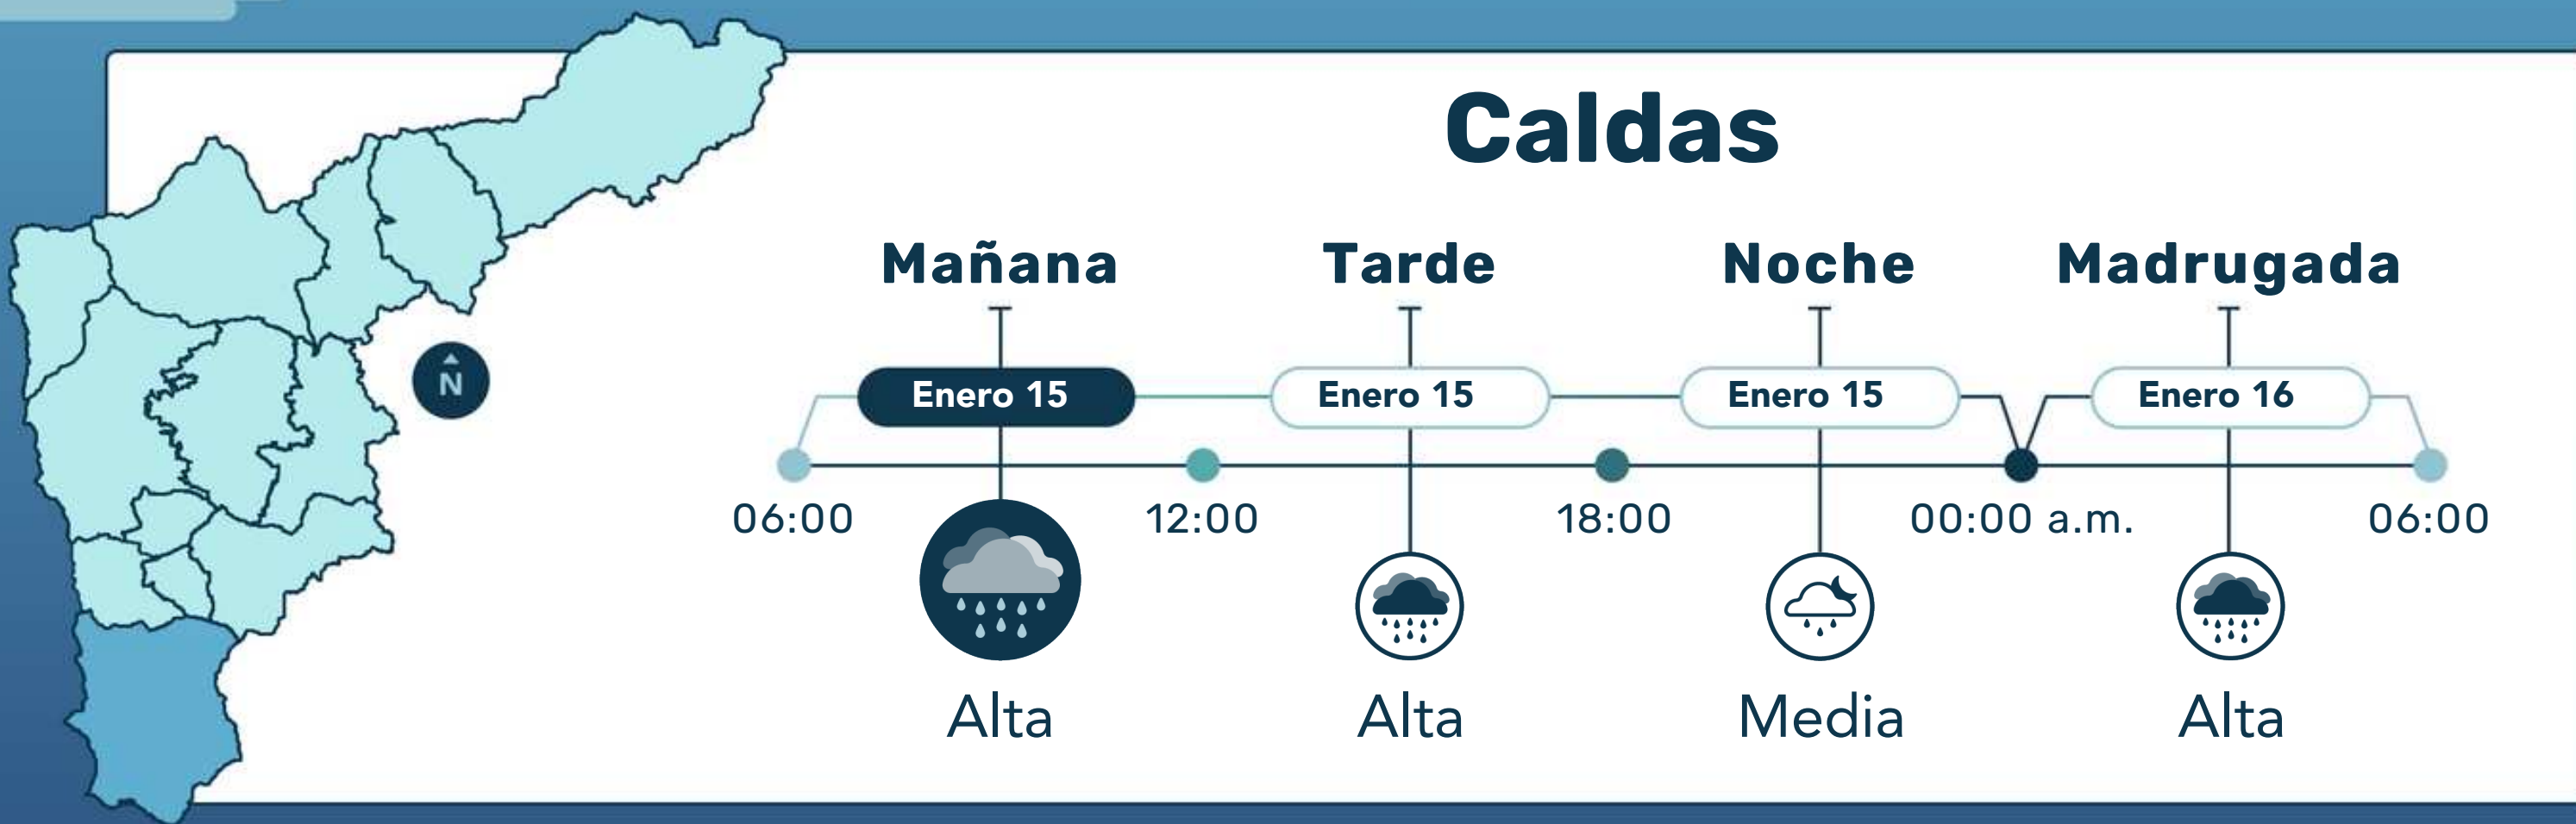 Caldas
Mañana Tarde Noche Madrugada
Enero 15 Enero 15 Enero 15 Enero 16
N
06:00 12:00 18:00 00:00 a.m. 06:00
Alta Alta Media Alta